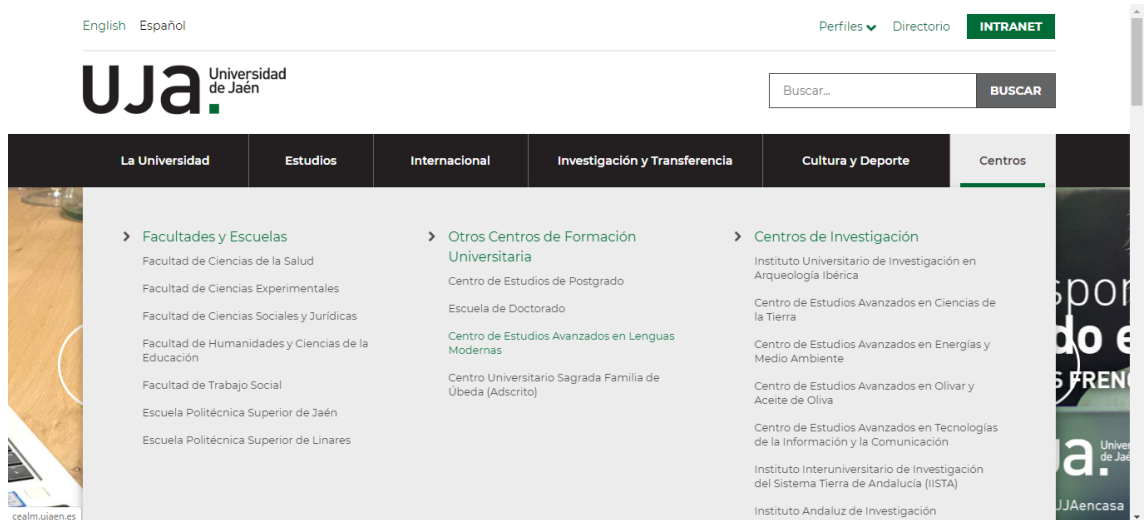 English Español
Perfiles Directorio INTRANET
UJa.
Universidad
de Jaén
Buscar...
BUSCAR
La Universidad
Estudios
Internacional
Investigación y Transferencia
Cultura y Deporte
Centros
Facultades y Escuelas
Facultad de Ciencias de la Salud
Facultad de Ciencias Experimentales
Facultad de Ciencias Sociales y Jurídicas
Facultad de Humanidades y Ciencias de la
Educación
Facultad de Trabajo Social
Escuela Politécnica Superior de Jaén
Escuela Politécnica Superior de Linares
Otros Centros de Formación
Universitaria
Centro de Estudios de Postgrado
Escuela de Doctorado
Centro de Estudios Avanzados en Lenguas
Modernas
Centro Universitario Sagrada Familia de
Úbeda (Adscrito)
Centros de Investigación
Instituto Universitario de Investigación en
Arqueología Ibérica
Centro de Estudios Avanzados en Ciencias de
la Tierra
Centro de Estudios Avanzados en Energías y
Medio Ambiente
Centro de Estudios Avanzados en Olivar y
Aceite de Oliva
Centro de Estudios Avanzados en Tecnologías
de la Información y la Comunicación
Instituto Interuniversitario de Investigación
del Sistema Tierra de Andalucía (IISTA)
Instituto Andaluz de Investigación
cealm.ujaen.es